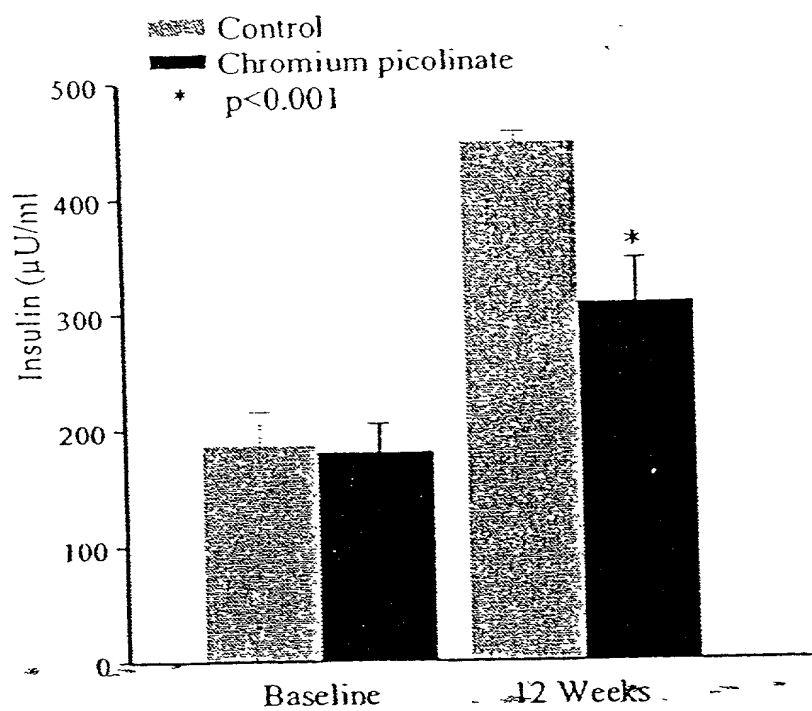 Control
Chromium picolinate
* p<0.001
500
400
300
200
100
0
Insulin (µU/ml
*
Baseline
12 Weeks